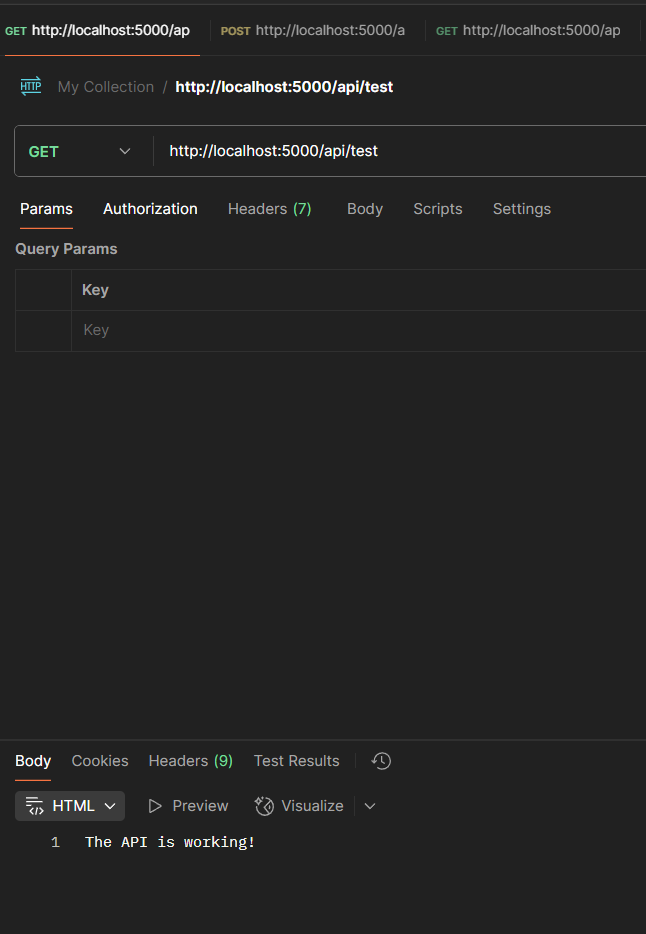 GET http://localhost:5000/ap POST http://localhost:5000/a GET http://localhost:5000/ap
HTTP My Collection / http://localhost:5000/api/test
GET http://localhost:5000/api/test
Params Authorization Headers (7) Body Scripts Settings
Query Params
Key
Key
Body Cookies Headers (9) Test Results
HTML Preview Visualize
1 The API is working!